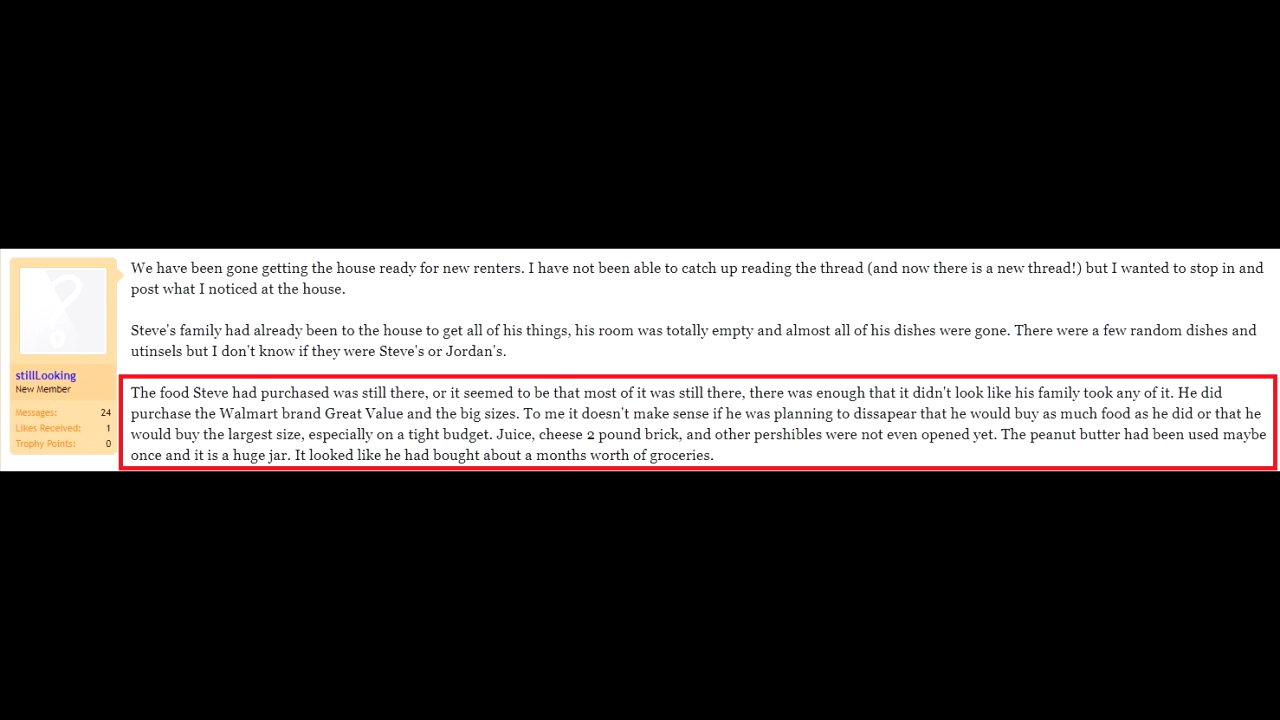 We have been gone getting the house ready for new renters. I have not been able to catch up reading the thread (and now there is a new thread!) but I wanted to stop in and
post what I noticed at the house.
Steve's family had already been to the house to get all of his things, his room was totally empty and almost all of his dishes were gone. There were a few random dishes and
utinsels but I don't know if they were Steve's or Jordan's.
stillLooking
New Member
Messages: 24
Likes Received: 1
Trophy Points: 0
The food Steve had purchased was still there, or it seemed to be that most of it was still there, there was enough that it didn't look like his family took any of it. He did
purchase the Walmart brand Great Value and the big sizes. To me it doesn't make sense if he was planning to dissapear that he would buy as much food as he did or that he
would buy the largest size, especially on a tight budget. Juice, cheese 2 pound brick, and other pershibles were not even opened yet. The peanut butter had been used maybe
once and it is a huge jar. It looked like he had bought about a months worth of groceries.